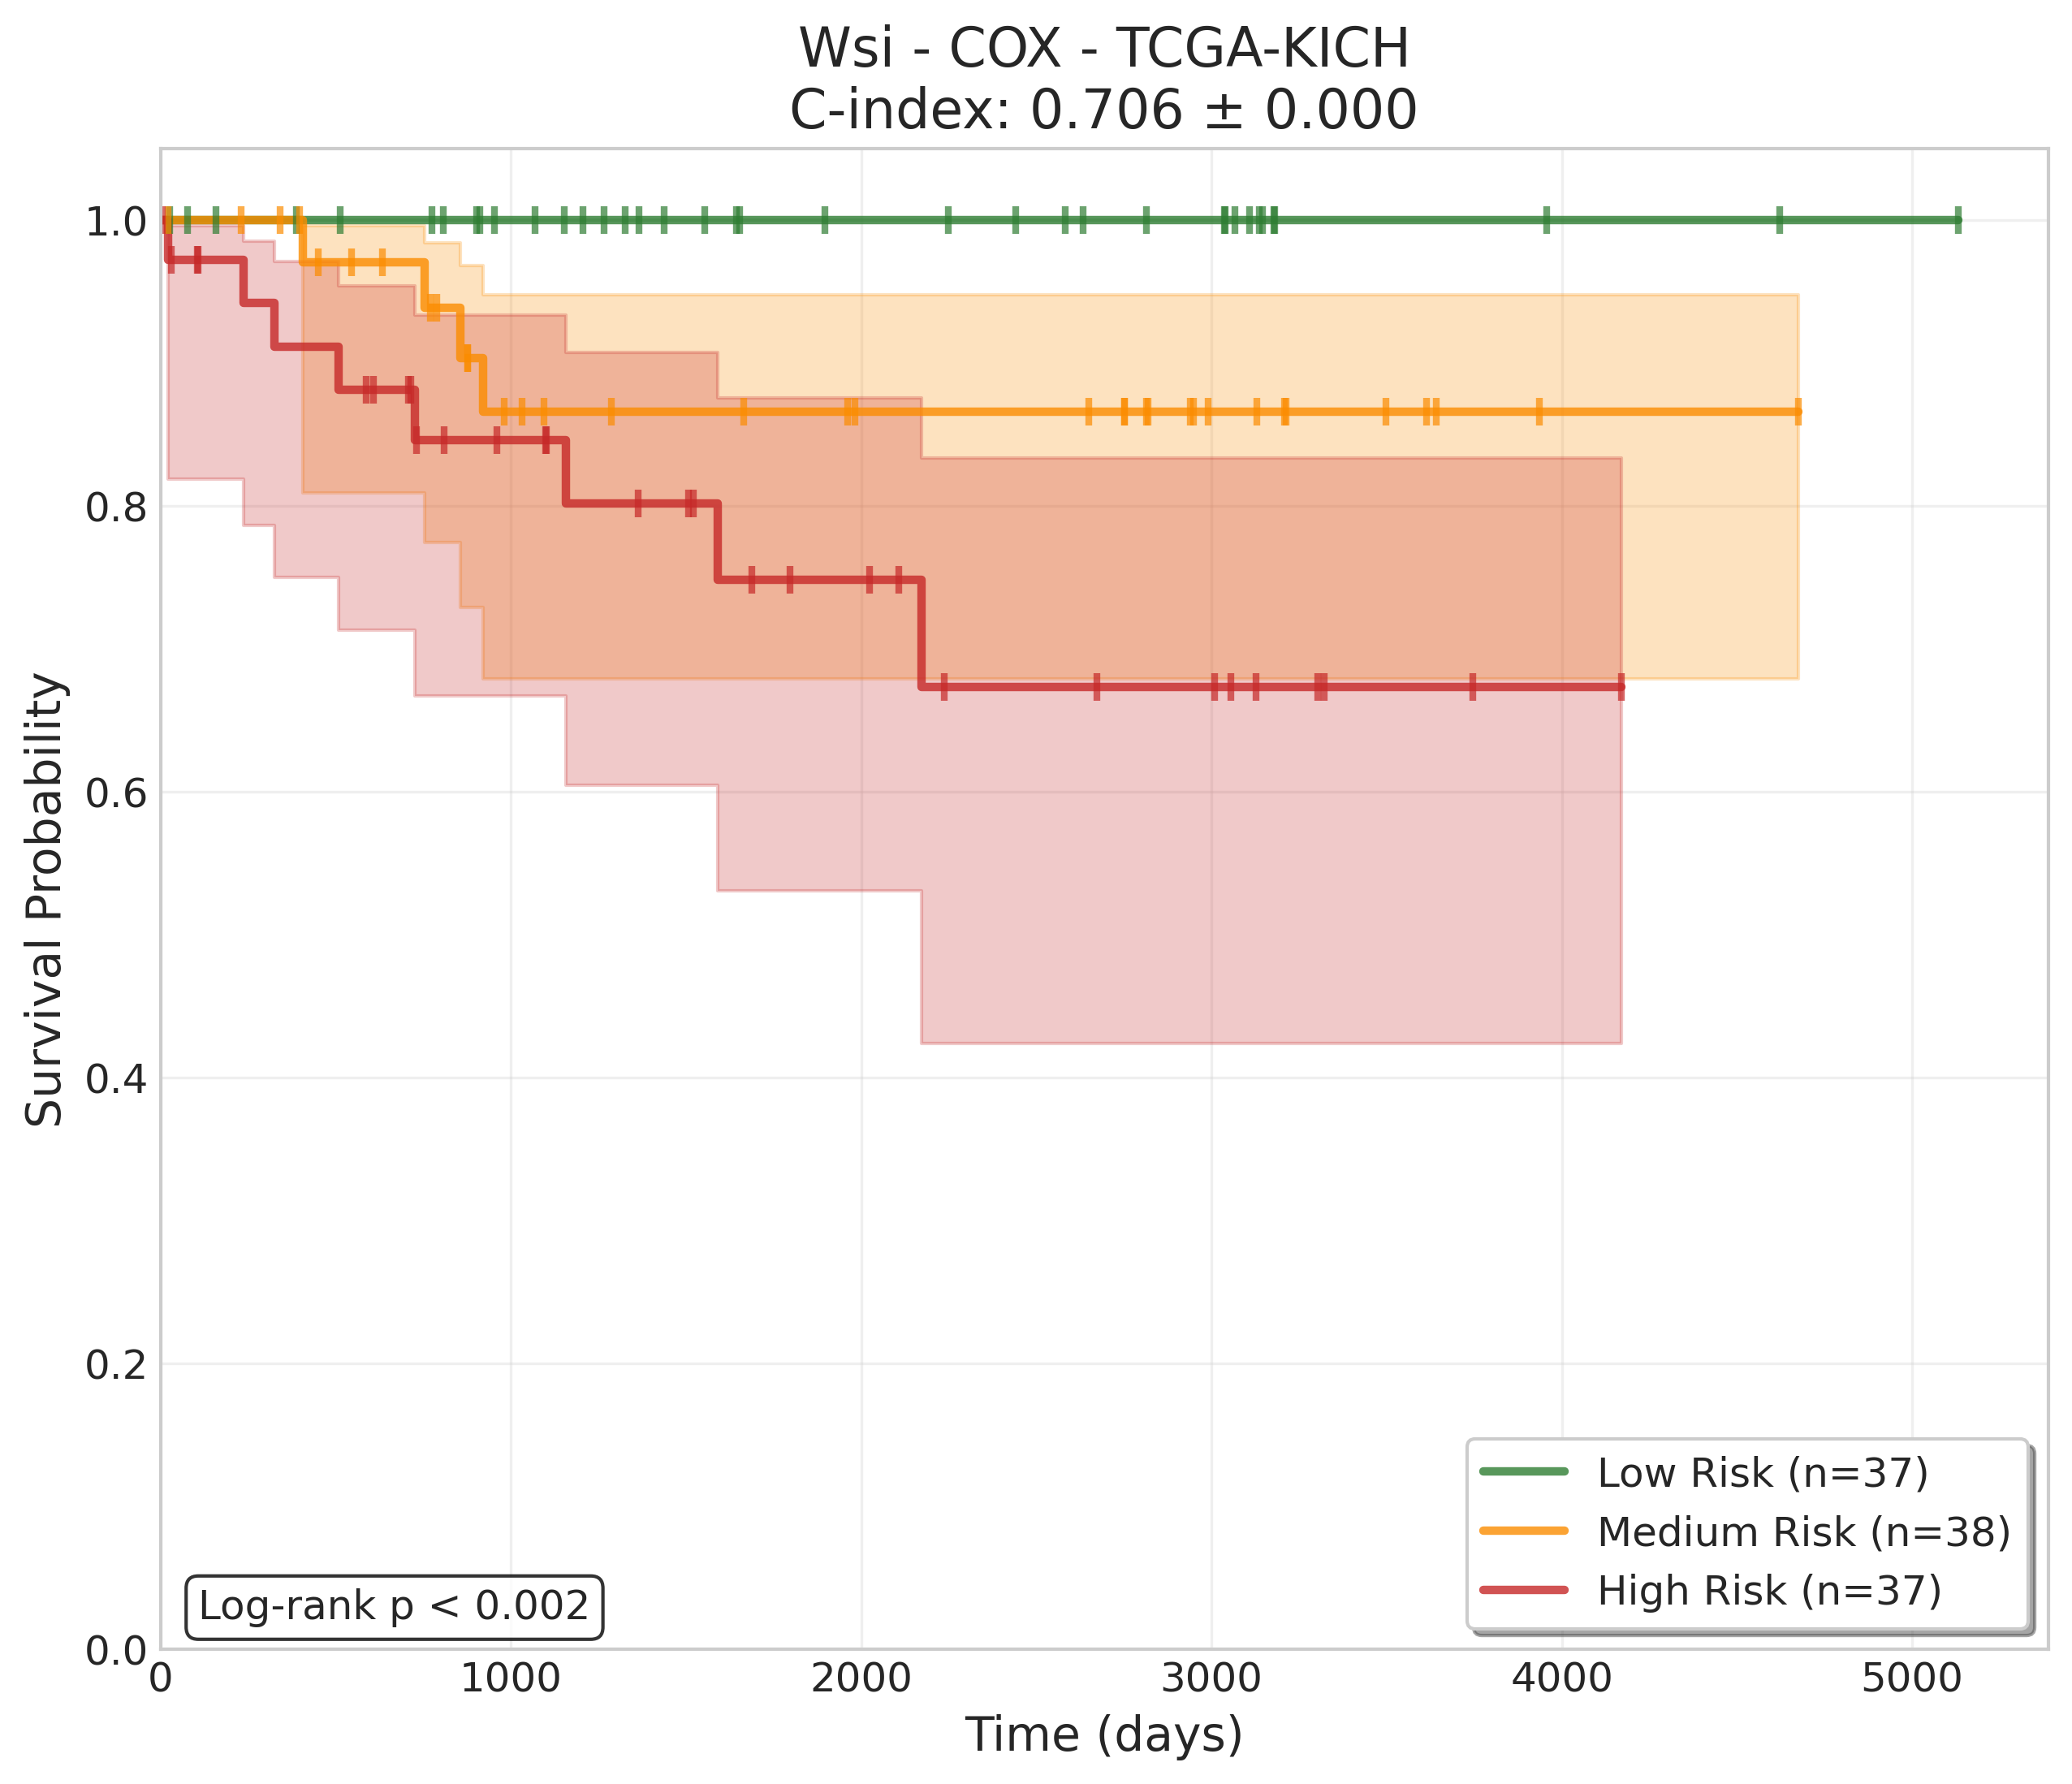 Wsi - COX - TCGA-KICH
C-index: 0.706 ± 0.000
Survival Probability
1.0
0.8
0.6
0.4
0.2
0.0
0
1000
2000
3000
4000
5000
Time (days)
Log-rank p < 0.002
Low Risk (n=37)
Medium Risk (n=38)
High Risk (n=37)